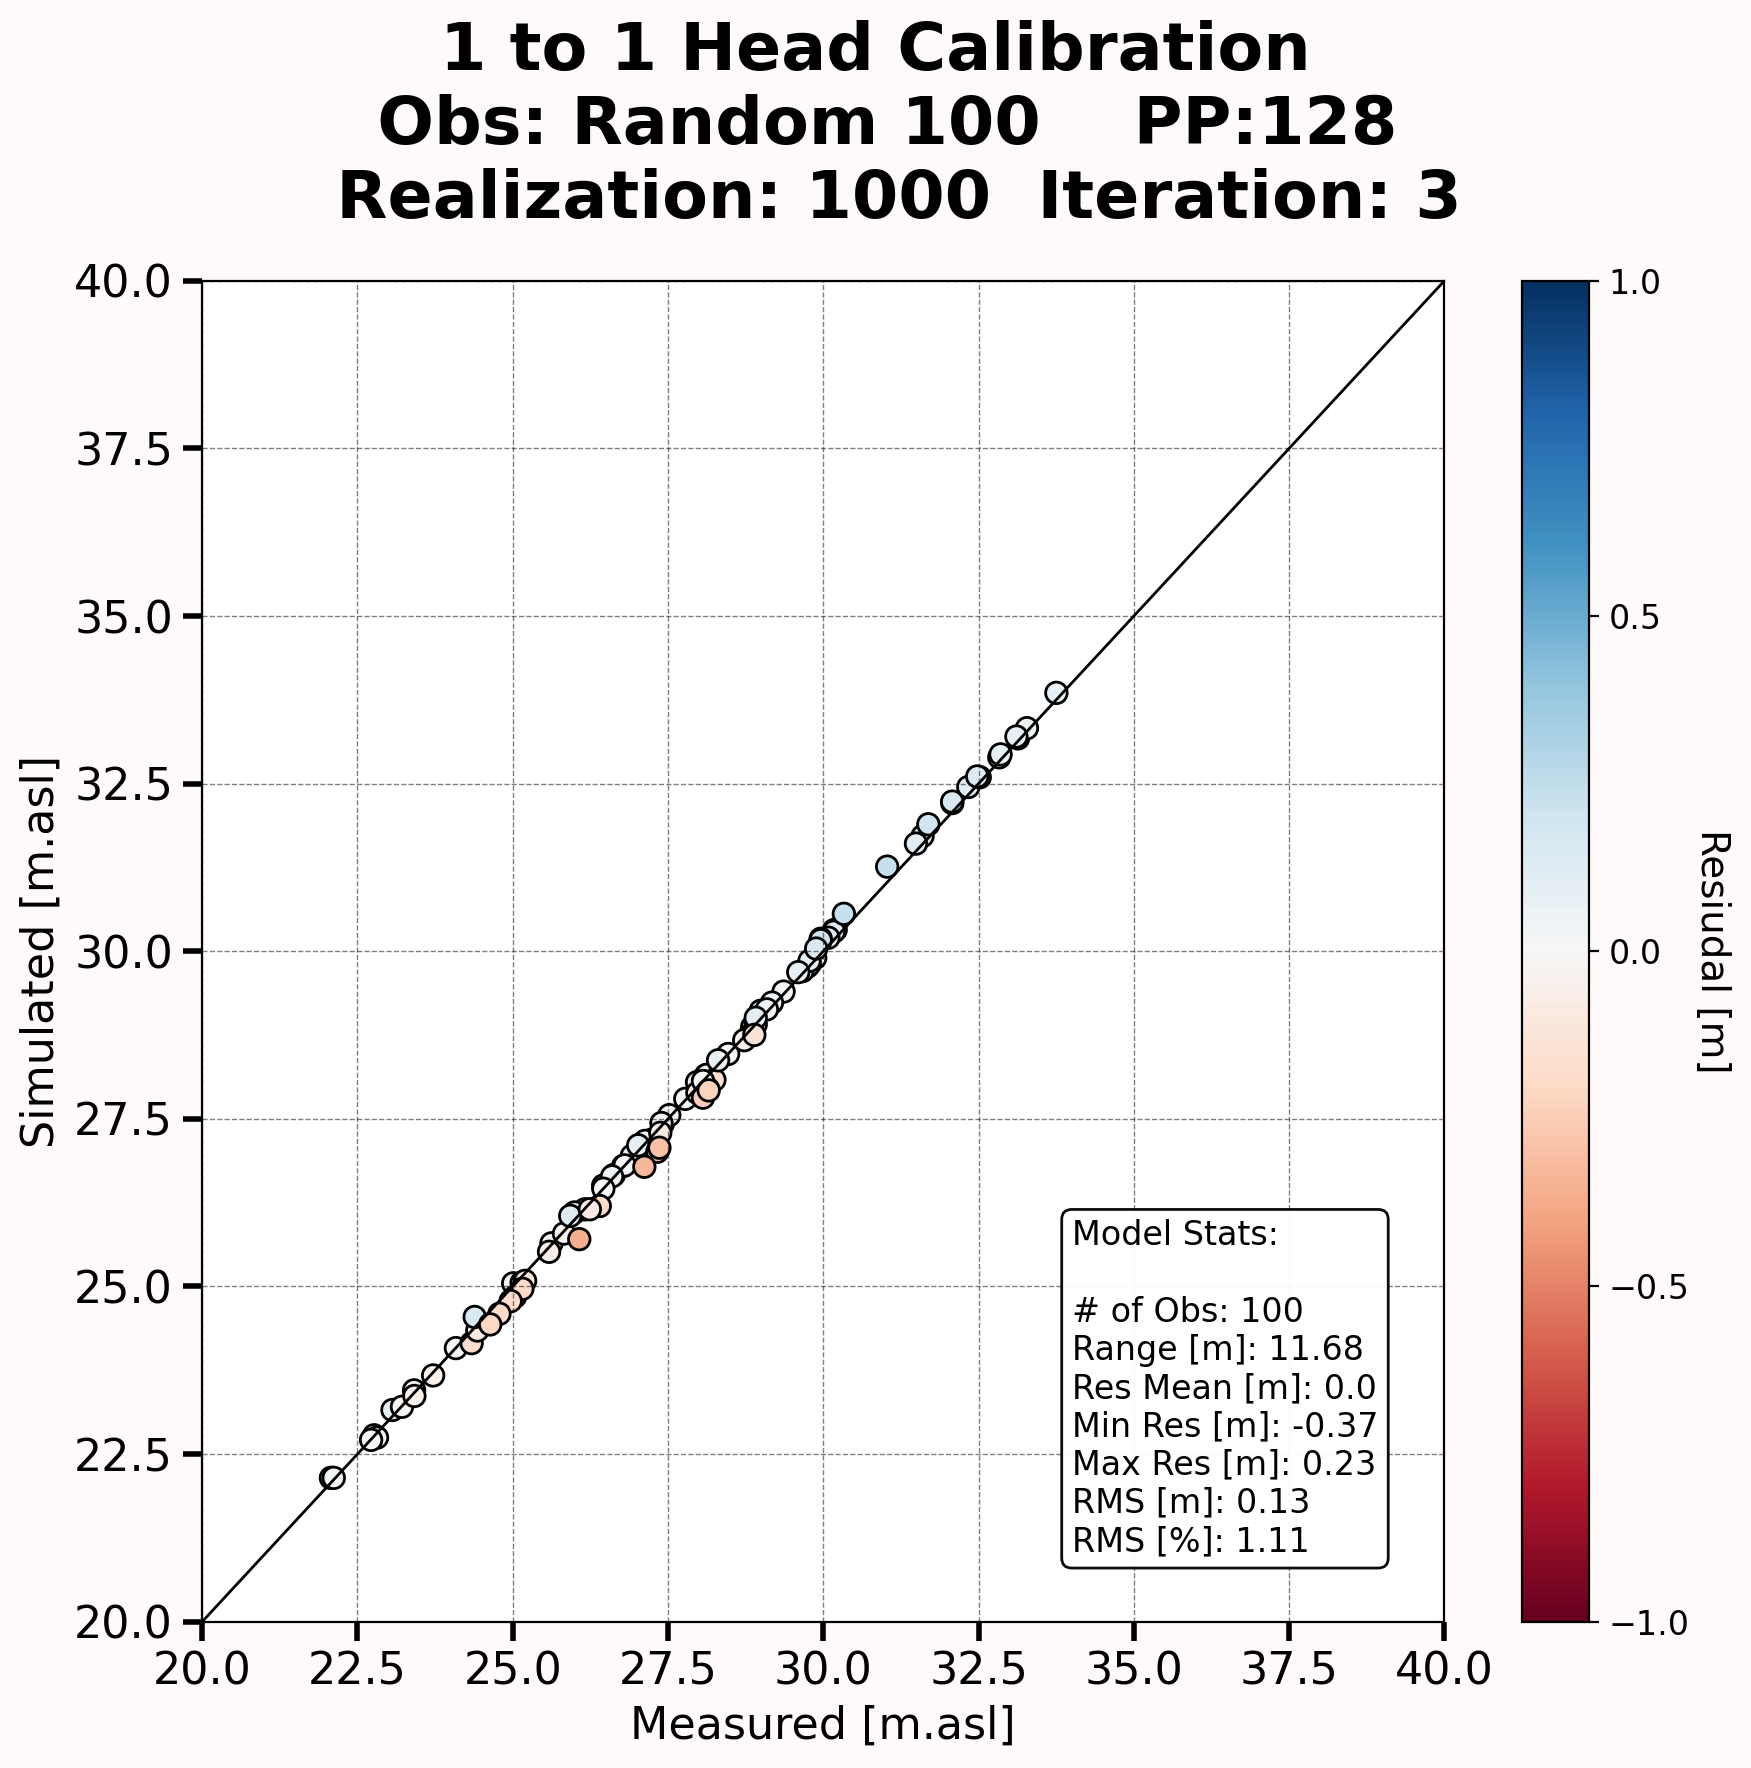 1 to 1 Head Calibration
Obs: Random 100    PP:128
Realization: 1000  Iteration: 3
40.0
37.5
35.0
32.5
30.0
27.5
25.0
22.5
20.0
Simulated [m.asl]
20.0 22.5 25.0 27.5 30.0 32.5 35.0 37.5 40.0
Measured [m.asl]
Model Stats:
# of Obs: 100
Range [m]: 11.68
Res Mean [m]: 0.0
Min Res [m]: -0.37
Max Res [m]: 0.23
RMS [m]: 0.13
RMS [%]: 1.11
1.0
0.5
0.0
−0.5
−1.0
Resiudal [m]